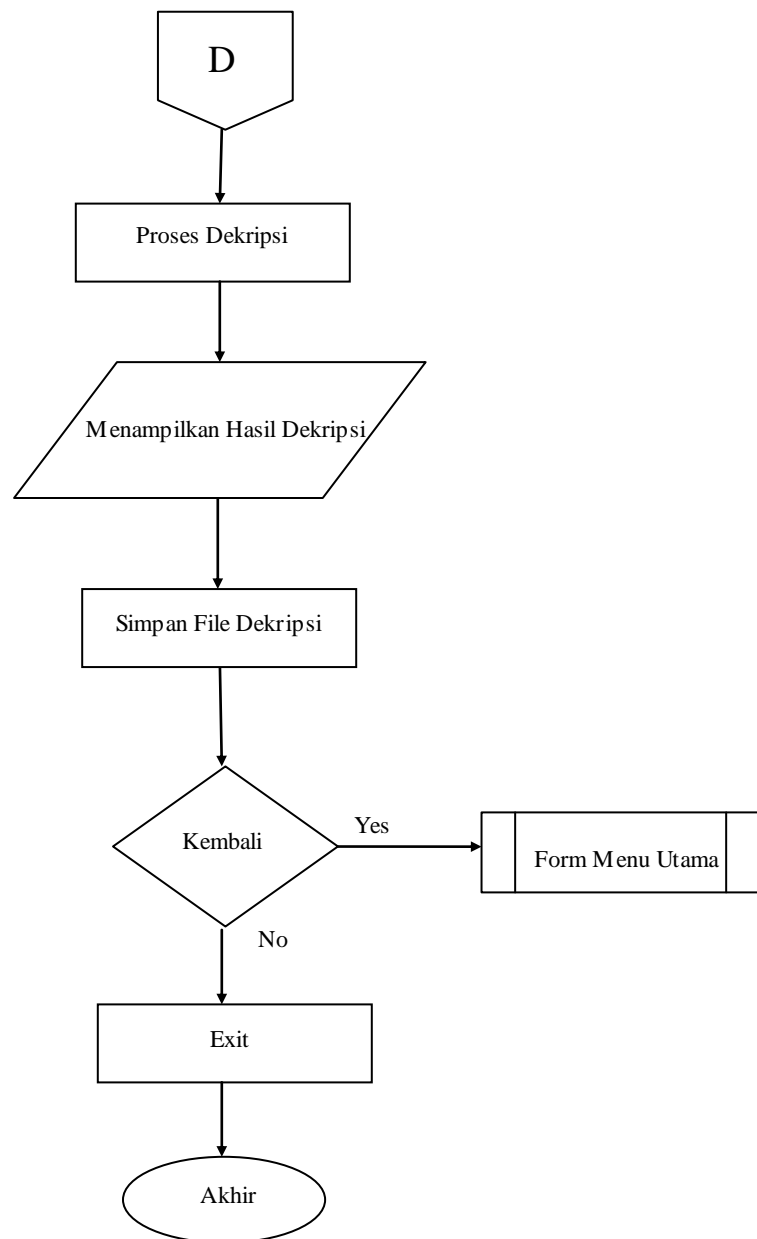 D
Proses Dekripsi
Menampilkan Hasil Dekripsi
Simpan File Dekripsi
Kembali
Yes
Form Menu Utama
No
Exit
Akhir